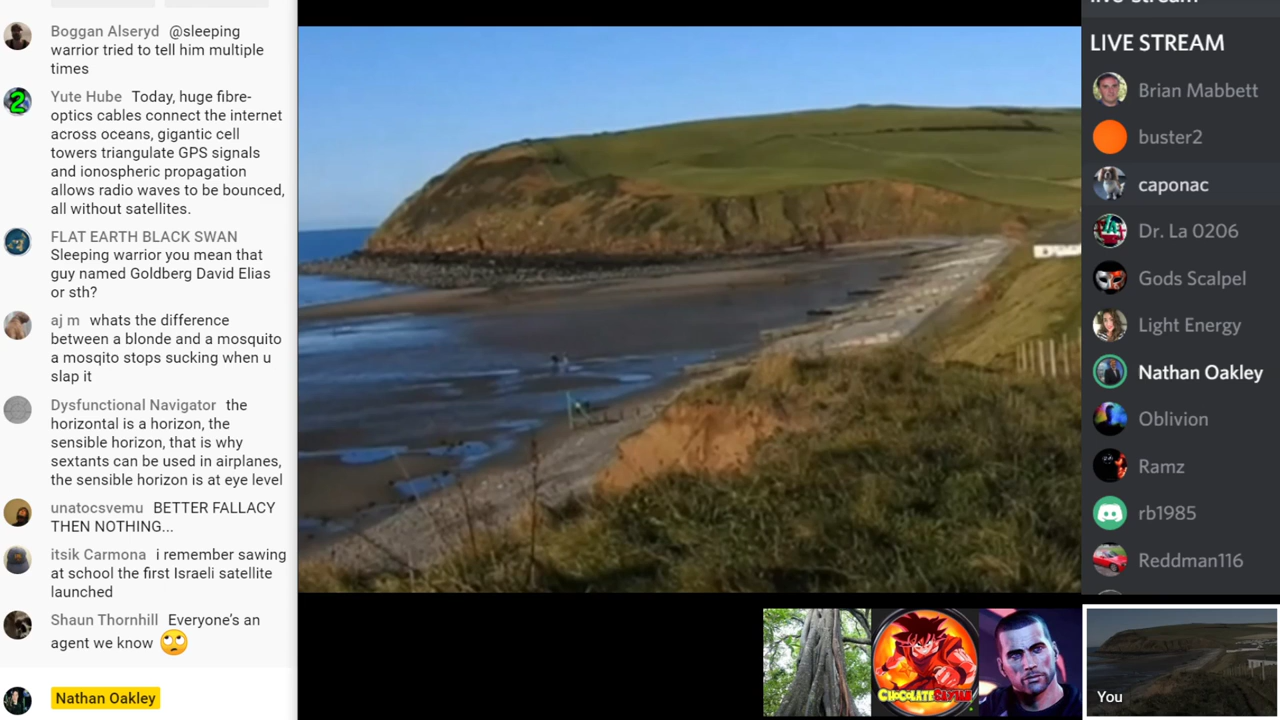 Boggan Alseryd @sleeping
warrior tried to tell him multiple
times
Yute Hube Today, huge fibre-
optics cables connect the internet
across oceans, gigantic cell
towers triangulate GPS signals
and ionospheric propagation
allows radio waves to be bounced,
all without satellites.
FLAT EARTH BLACK SWAN
Sleeping warrior you mean that
guy named Goldberg David Elias
or sth?
aj m whats the difference
between a blonde and a mosquito
a mosqito stops sucking when u
slap it
Dysfunctional Navigator the
horizontal is a horizon, the
sensible horizon, that is why
sextants can be used in airplanes,
the sensible horizon is at eye level
unatocsvemu BETTER FALLACY
THEN NOTHING...
itsik Carmona i remember sawing
at school the first Israeli satellite
launched
Shaun Thornhill Everyone's an
agent we know 🙄
Nathan Oakley
CHOCOLATE SAIYAN
live-stream
LIVE STREAM
Brian Mabbett
buster2
caponac
Dr. La 0206
Gods Scalpel
Light Energy
Nathan Oakley
Oblivion
Ramz
rb1985
Reddman116
You